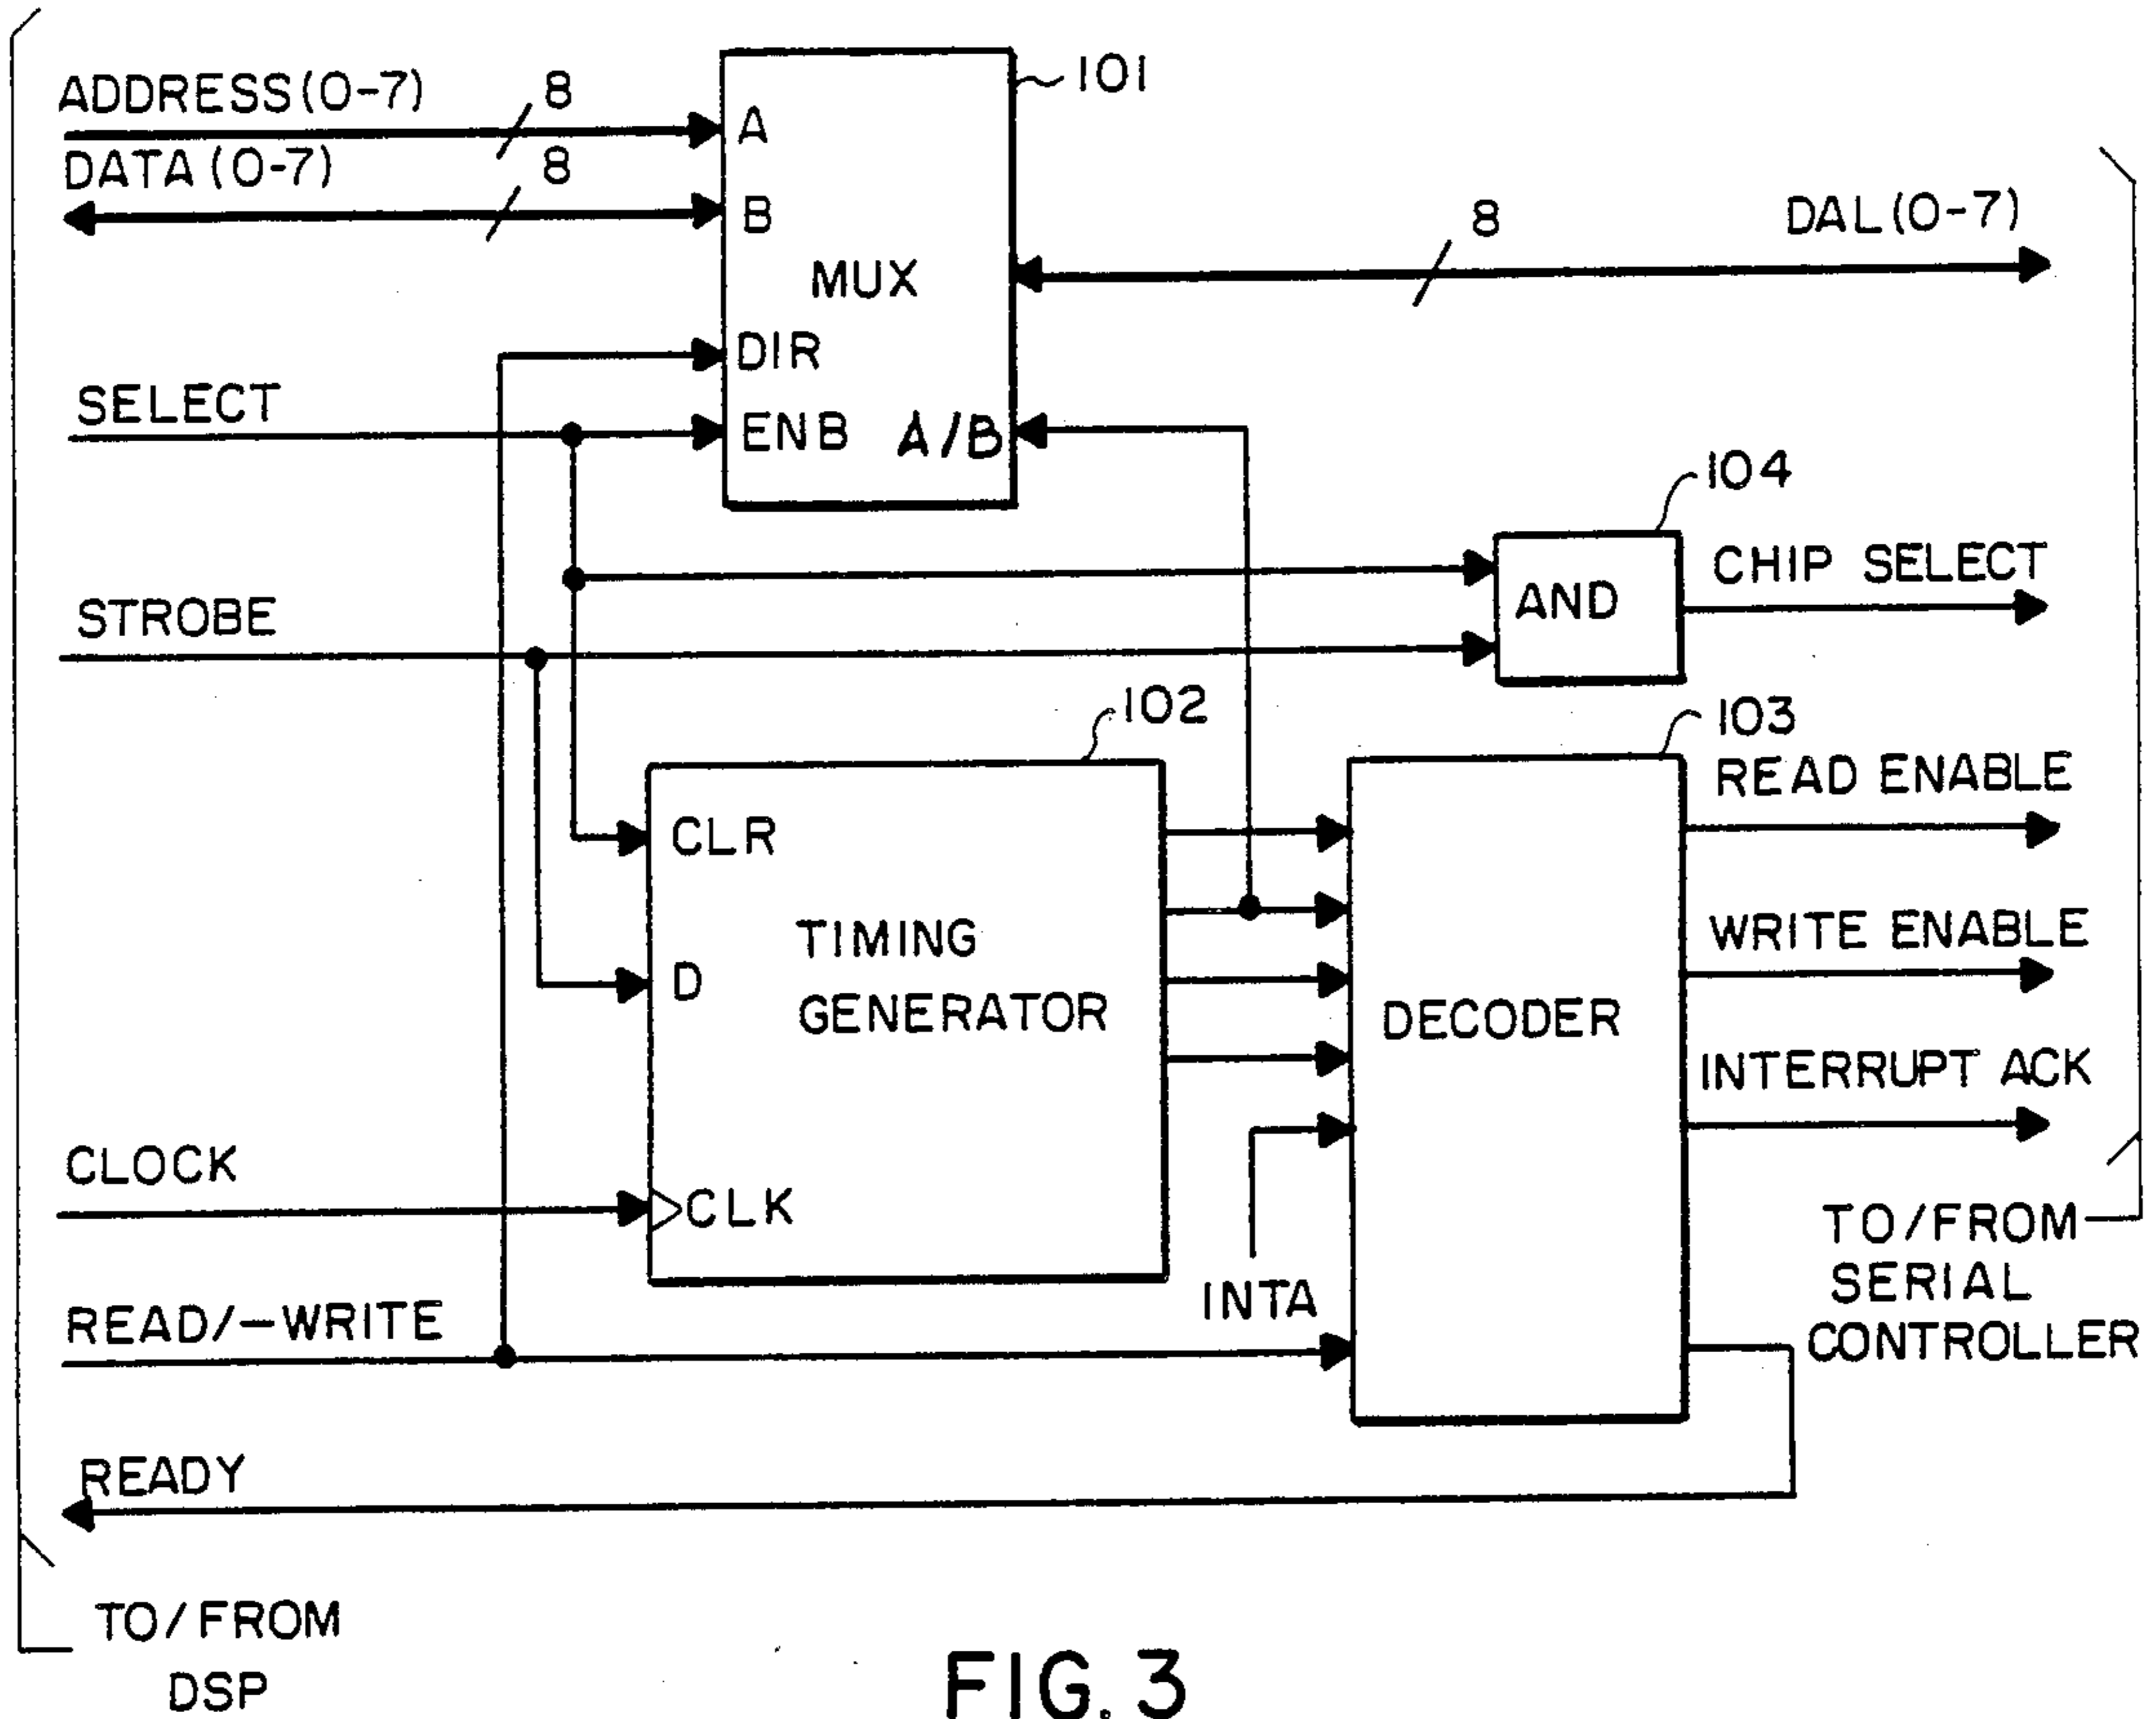 ADDRESS(0-7)
8
101
DATA(0-7)
8
A
B
MUX
8
DAL(0-7)
DIR
SELECT
ENB
A/B
104
CHIP SELECT
AND
STROBE
102
103
READ ENABLE
CLR
TIMING
GENERATOR
D
WRITE ENABLE
DECODER
INTERRUPT ACK
CLOCK
CLK
INTA
TO/FROM
SERIAL
CONTROLLER
READ/-WRITE
READY
TO/FROM
DSP
FIG. 3